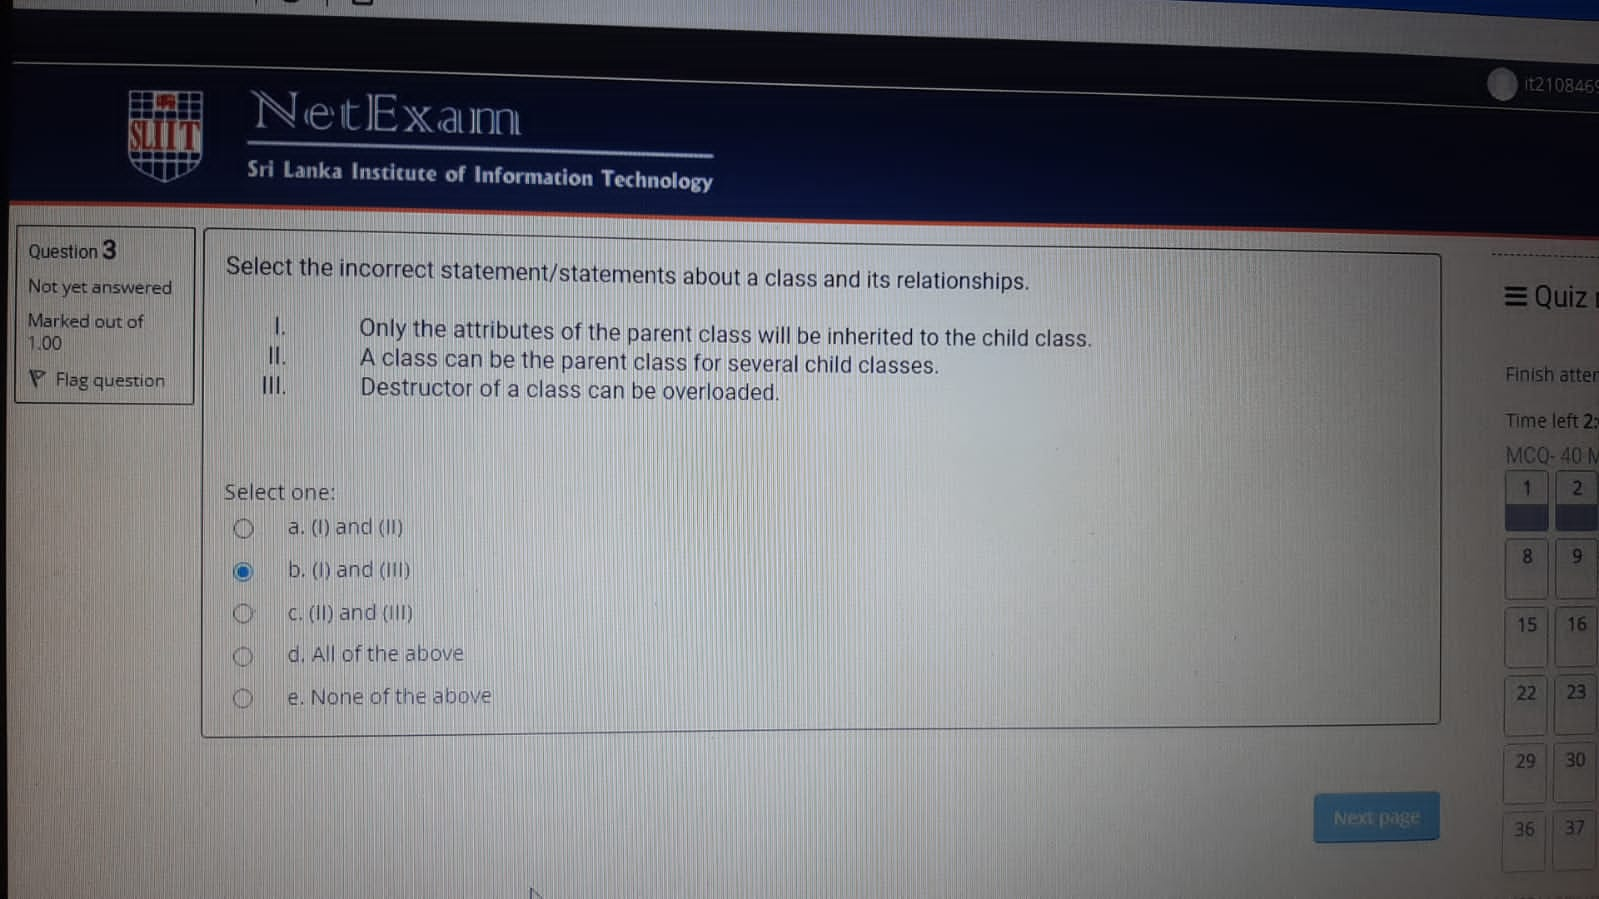 it210846
SLIIT
NetExam
Sri Lanka Institute of Information Technology
Question 3
Not yet answered
Marked out of
1.00
Flag question
Select the incorrect statement/statements about a class and its relationships.
I. Only the attributes of the parent class will be inherited to the child class.
II. A class can be the parent class for several child classes.
III. Destructor of a class can be overloaded.
Select one:
a. (I) and (II)
b. (I) and (III)
c. (II) and (III)
d. All of the above
e. None of the above
Next page
Quiz
Finish atte
Time left 2:
MCQ- 40 M
1 2
8 9
15 16
22 23
29 30
36 37